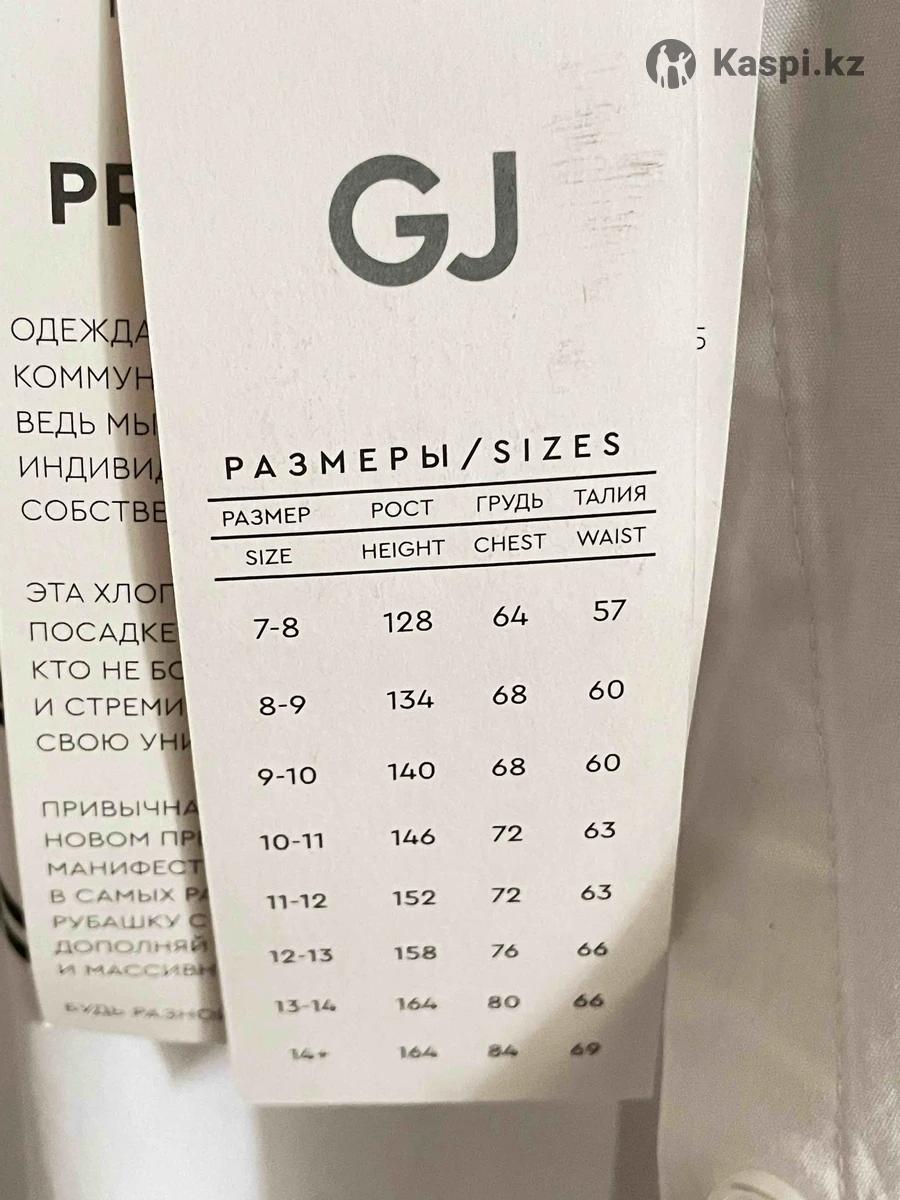 Kaspi.kz
GJ
РАЗМЕРЫ/SIZES
РАЗМЕР РОСТ ГРУДЬ ТАЛИЯ
SIZE HEIGHT CHEST WAIST
7-8 128 64 57
8-9 134 68 60
9-10 140 68 60
10-11 146 72 63
11-12 152 72 63
12-13 158 76 66
13-14 164 80 66
14+ 164 84 69
PR
ОДЕЖДА
КОММУН
ВЕДЬ МЫ
ИНДИВИД
СОБСТВЕ
ЭТА ХЛОП
ПОСАДКЕ
КТО НЕ БО
И СТРЕМИ
СВОЮ УНИ
ПРИВЫЧНА
НОВОМ ПР
МАНИФЕСТ
В САМЫХ РА
РУБАШКУ С
ДОПОЛНЯЙ
И МАССИВН
БУДЬ РАЗНО
5